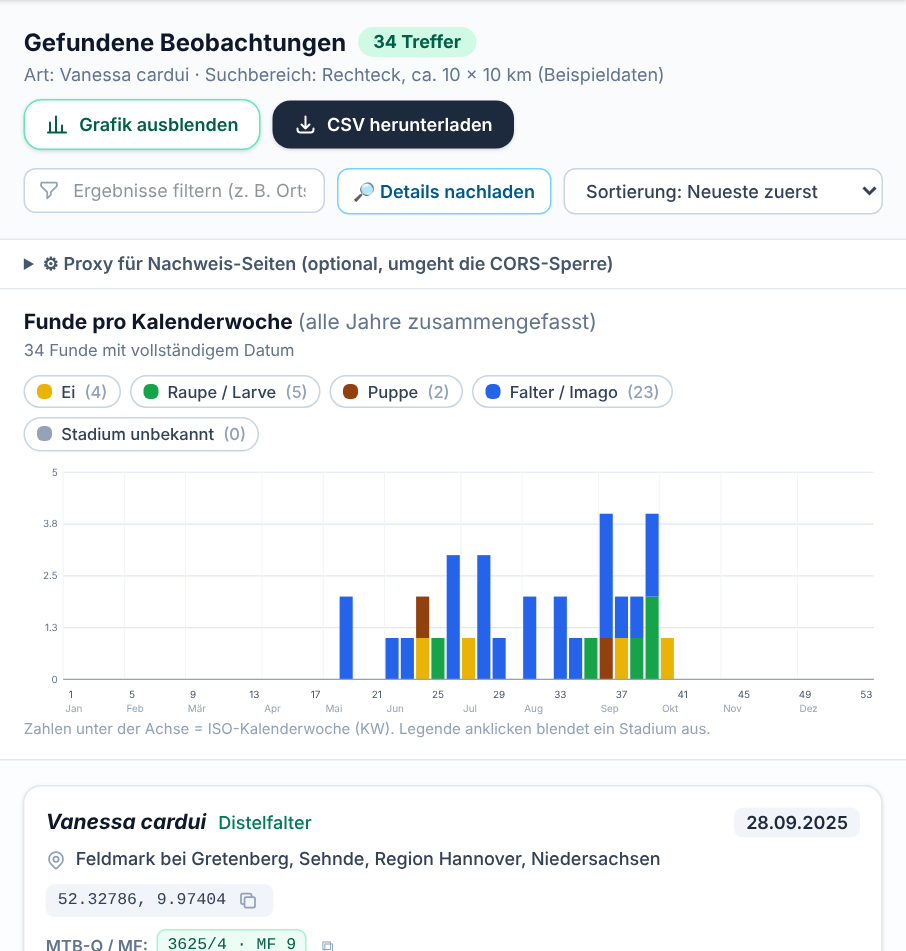 Gefundene Beobachtungen 34 Treffer
Art: Vanessa cardui · Suchbereich: Rechteck, ca. 10 × 10 km (Beispieldaten)
Grafik ausblenden CSV herunterladen
Ergebnisse filtern (z. B. Orts Details nachladen Sortierung: Neueste zuerst
Proxy für Nachweis-Seiten (optional, umgeht die CORS-Sperre)
Funde pro Kalenderwoche (alle Jahre zusammengefasst)
34 Funde mit vollständigem Datum
Ei (4) Raupe / Larve (5) Puppe (2) Falter / Imago (23)
Stadium unbekannt (0)
5
3.8
2.5
1.3
0
1 5 9 13 17 21 25 29 33 37 41 45 49 53
Jan Feb Mär Apr Mai Jun Jul Aug Sep Okt Nov Dez
Zahlen unter der Achse = ISO-Kalenderwoche (KW). Legende anklicken blendet ein Stadium aus.
Vanessa cardui Distelfalter 28.09.2025
Feldmark bei Gretenberg, Sehnde, Region Hannover, Niedersachsen
52.32786, 9.97404
MTB-Q / MF: 3625/4 · MF 9